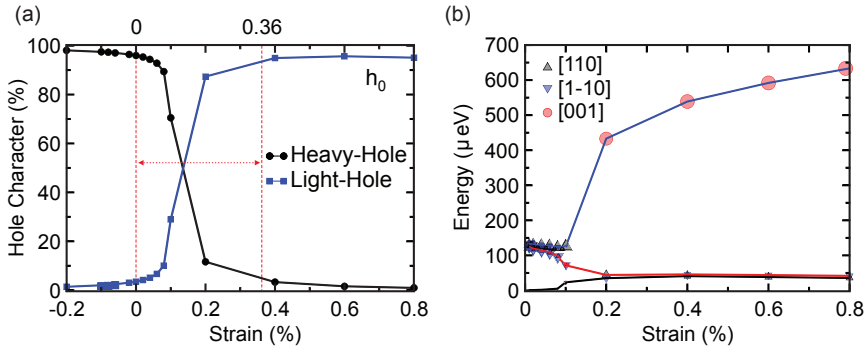 (a)
0 0.36
100
80
60
40
20
0
Hole Character (%)
h0
Heavy-Hole
Light-Hole
-0.2 0 0.2 0.4 0.6 0.8
Strain (%)
(b)
700
600
500
400
300
200
100
0
Energy (µeV)
[110]
[1-10]
[001]
0 0.2 0.4 0.6 0.8
Strain (%)